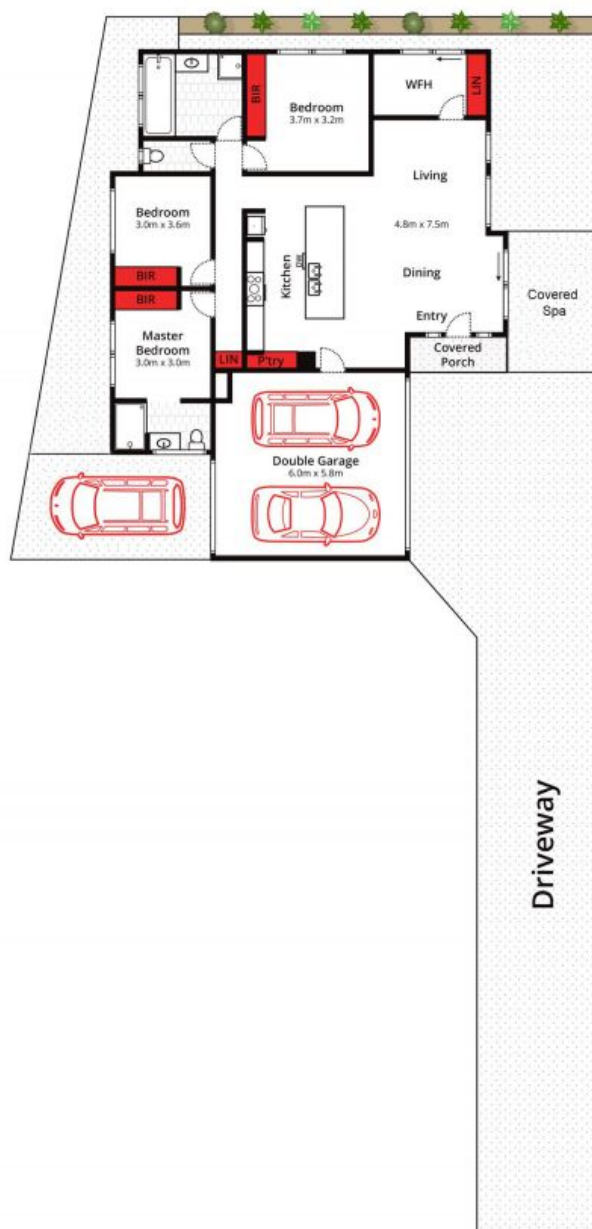 BIR
Bedroom
3.7m x 3.2m
WFH
LIN
Living
Bedroom
3.0m x 3.6m
BIR
4.8m x 7.5m
Kitchen
DW
Dining
Covered
Spa
BIR
Master
Bedroom
3.0m x 3.0m
Entry
Covered
Porch
LIN
P'try
Double Garage
6.0m x 5.8m
Driveway